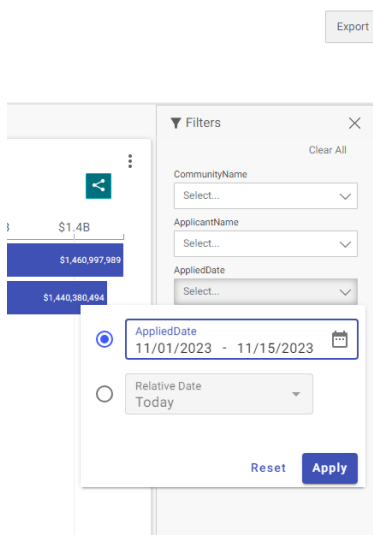 Export
Filters
Clear All
CommunityName
Select...
ApplicantName
Select...
AppliedDate
Select...
$1.4B
$1,460,997,989
$1,440,380,494
AppliedDate
11/01/2023 - 11/15/2023
Relative Date
Today
Reset Apply